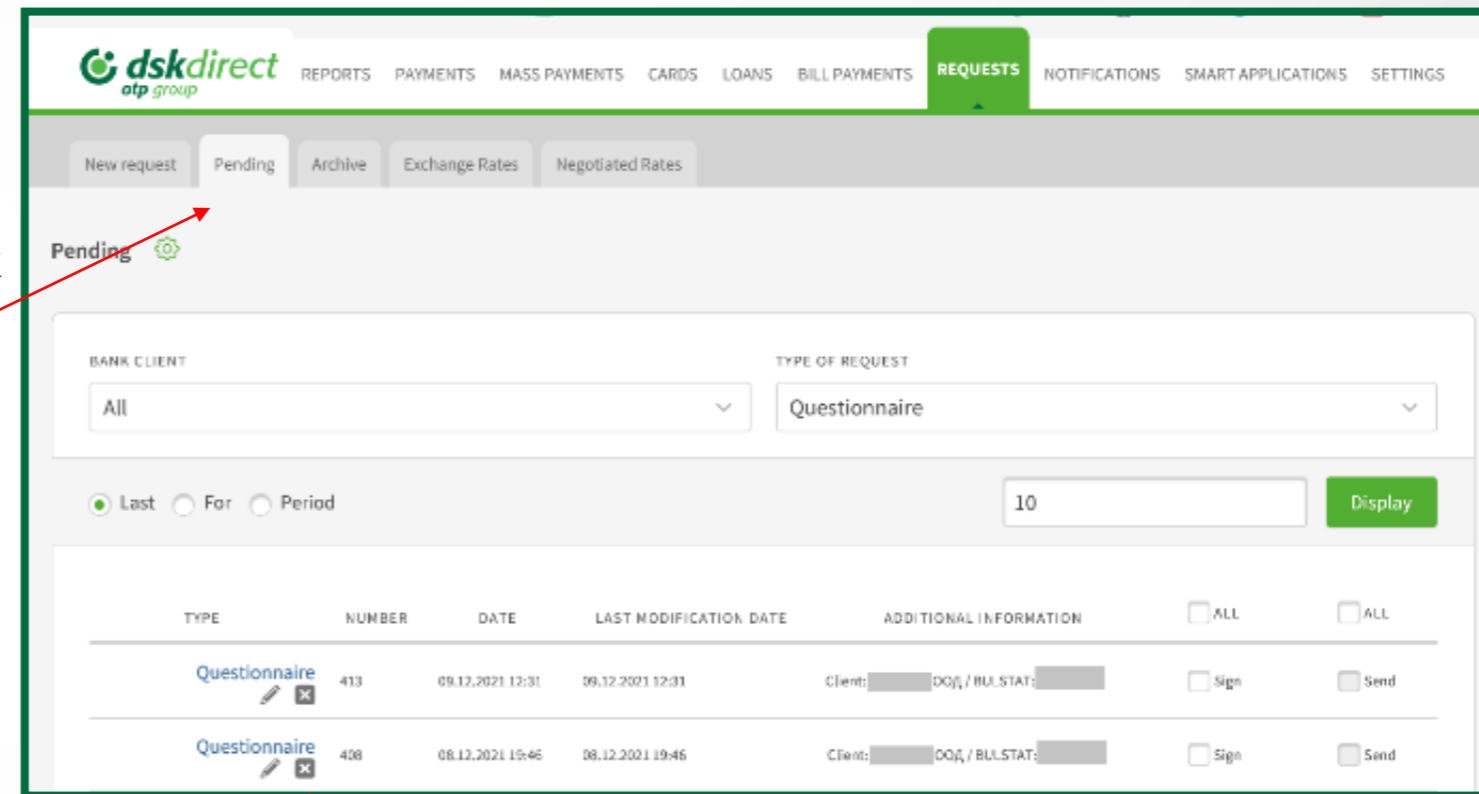 dskdirect
otp group
REPORTS PAYMENTS MASS PAYMENTS CARDS LOANS BILL PAYMENTS REQUESTS NOTIFICATIONS SMART APPLICATIONS SETTINGS
New request Pending Archive Exchange Rates Negotiated Rates
Pending
BANK CLIENT TYPE OF REQUEST
All Questionnaire
Last For Period 10 Display
TYPE NUMBER DATE LAST MODIFICATION DATE ADDITIONAL INFORMATION ALL ALL
Questionnaire 413 09.12.2021 12:31 09.12.2021 12:31 Client: ООД / BULSTAT: Sign Send
Questionnaire 408 08.12.2021 19:46 08.12.2021 19:46 Client: ООД / BULSTAT: Sign Send